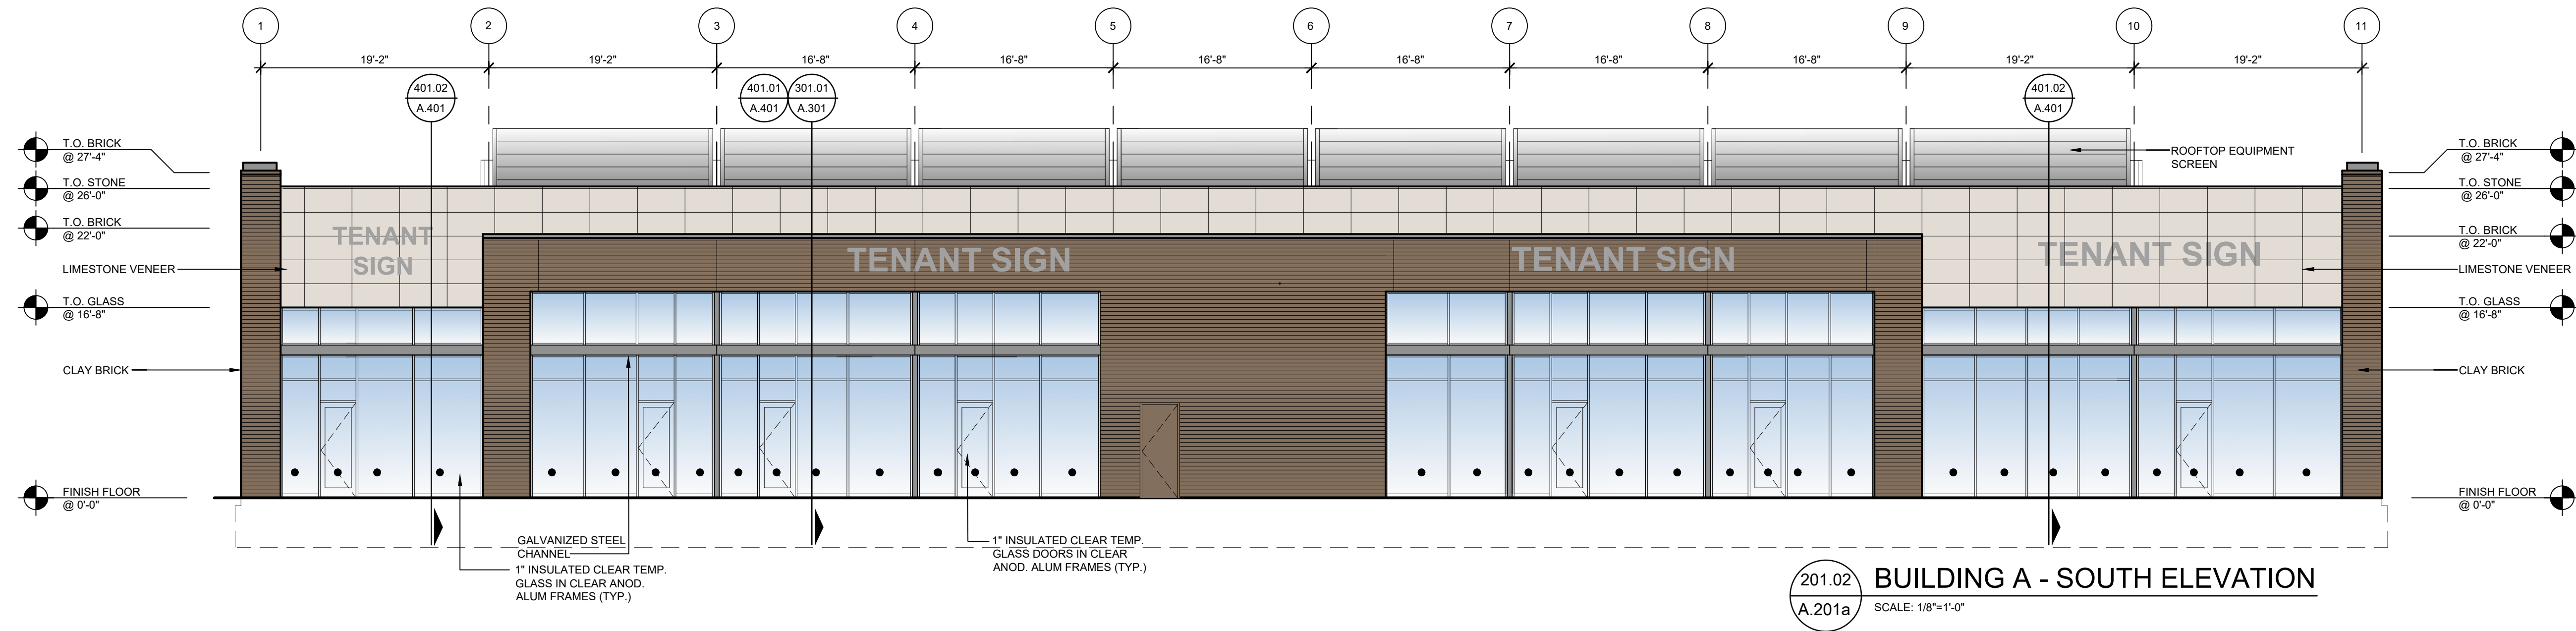 1 2 3 4 5 6 7 8 9 10 11
19'-2" 19'-2" 16'-8" 16'-8" 16'-8" 16'-8" 16'-8" 16'-8" 19'-2" 19'-2"
401.02
A.401
401.01
A.401
301.01
A.301
401.02
A.401
T.O. BRICK
@ 27'-4"
T.O. STONE
@ 26'-0"
T.O. BRICK
@ 22'-0"
LIMESTONE VENEER
T.O. GLASS
@ 16'-8"
CLAY BRICK
FINISH FLOOR
@ 0'-0"
TENANT
SIGN
TENANT SIGN
TENANT SIGN
TENANT SIGN
ROOFTOP EQUIPMENT
SCREEN
T.O. BRICK
@ 27'-4"
T.O. STONE
@ 26'-0"
T.O. BRICK
@ 22'-0"
LIMESTONE VENEER
T.O. GLASS
@ 16'-8"
CLAY BRICK
FINISH FLOOR
@ 0'-0"
GALVANIZED STEEL
CHANNEL
1" INSULATED CLEAR TEMP.
GLASS IN CLEAR ANOD.
ALUM FRAMES (TYP.)
1" INSULATED CLEAR TEMP.
GLASS DOORS IN CLEAR
ANOD. ALUM FRAMES (TYP.)
201.02
A.201a
BUILDING A - SOUTH ELEVATION
SCALE: 1/8"=1'-0"